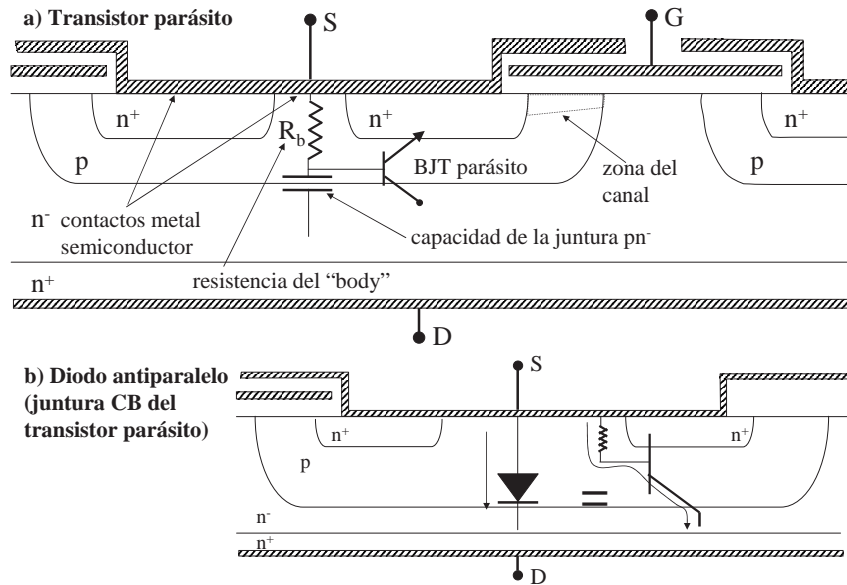 a) Transistor parásito
S
G
n+
R_b
n+
n+
p
BJT parásito
zona del
canal
p
n- contactos metal
semiconductor
capacidad de la juntura pn-
n+
resistencia del “body”
D
b) Diodo antiparalelo
(juntura CB del
transistor parásito)
S
n+
n+
p
n-
n+
D